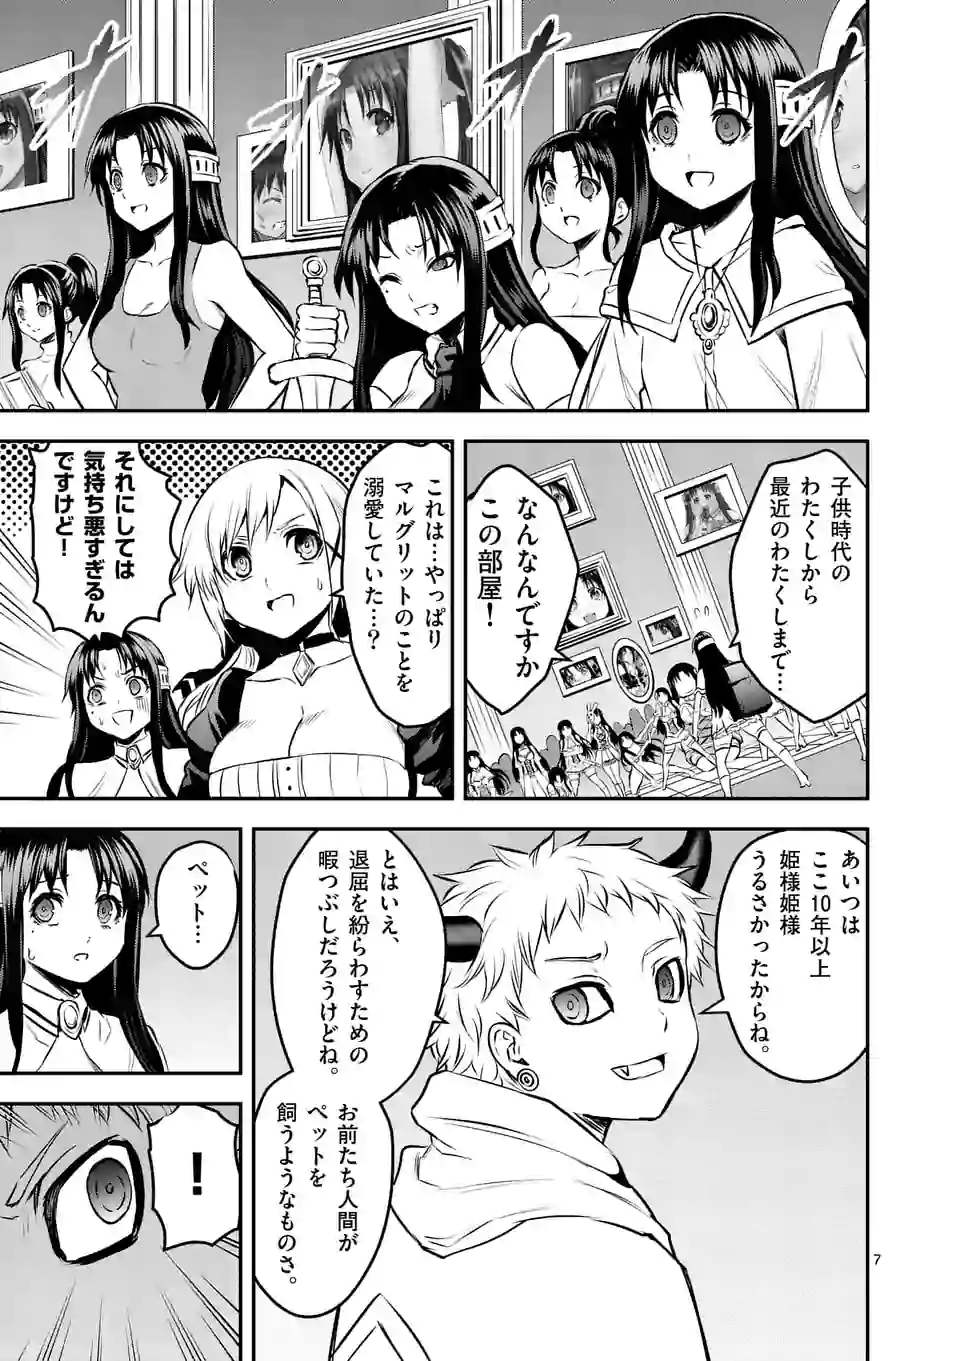 オ
オ
オ
子供時代の
わたくしから
最近のわたくしまで…
なんなんですか
この部屋！
これは…やっぱり
マルグリットのことを
溺愛していた…？
それにしては
気持ち悪すぎるん
ですけど！
あいつは
ここ10年以上
姫様姫様
うるさかったからね。
とはいえ、
退屈を紛らわすための
暇つぶしだろうけどね。
お前たち人間が
ペットを
飼うようなものさ。
ペット…
！
7